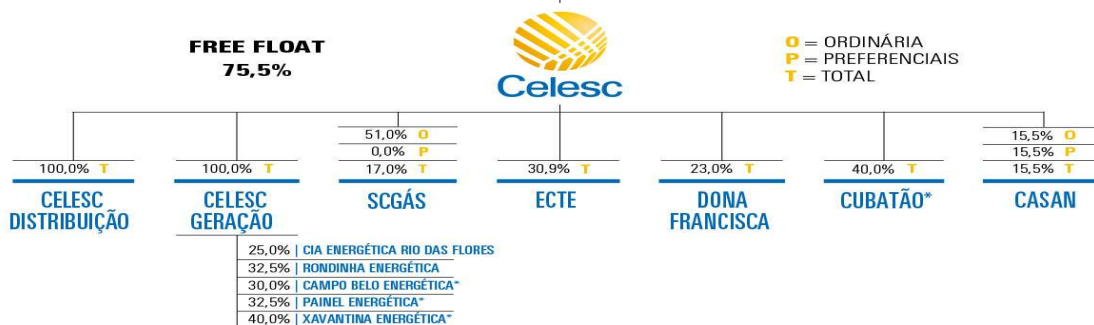 FREE FLOAT
75,5%
Celesc
O = ORDINÁRIA
P = PREFERENCIAIS
T = TOTAL
100,0% T
CELESC
DISTRIBUIÇÃO
100,0% T
CELESC
GERAÇÃO
25,0% | CIA ENERGÉTICA RIO DAS FLORES
32,5% | RONDINHA ENERGÉTICA
30,0% | CAMPO BELO ENERGÉTICA*
32,5% | PAINEL ENERGÉTICA*
40,0% | XAVANTINA ENERGÉTICA*
51,0% O
0,0% P
17,0% T
SCGÁS
30,9% T
ECTE
23,0% T
DONA
FRANCISCA
40,0% T
CUBATÃO*
15,5% O
15,5% P
15,5% T
CASAN